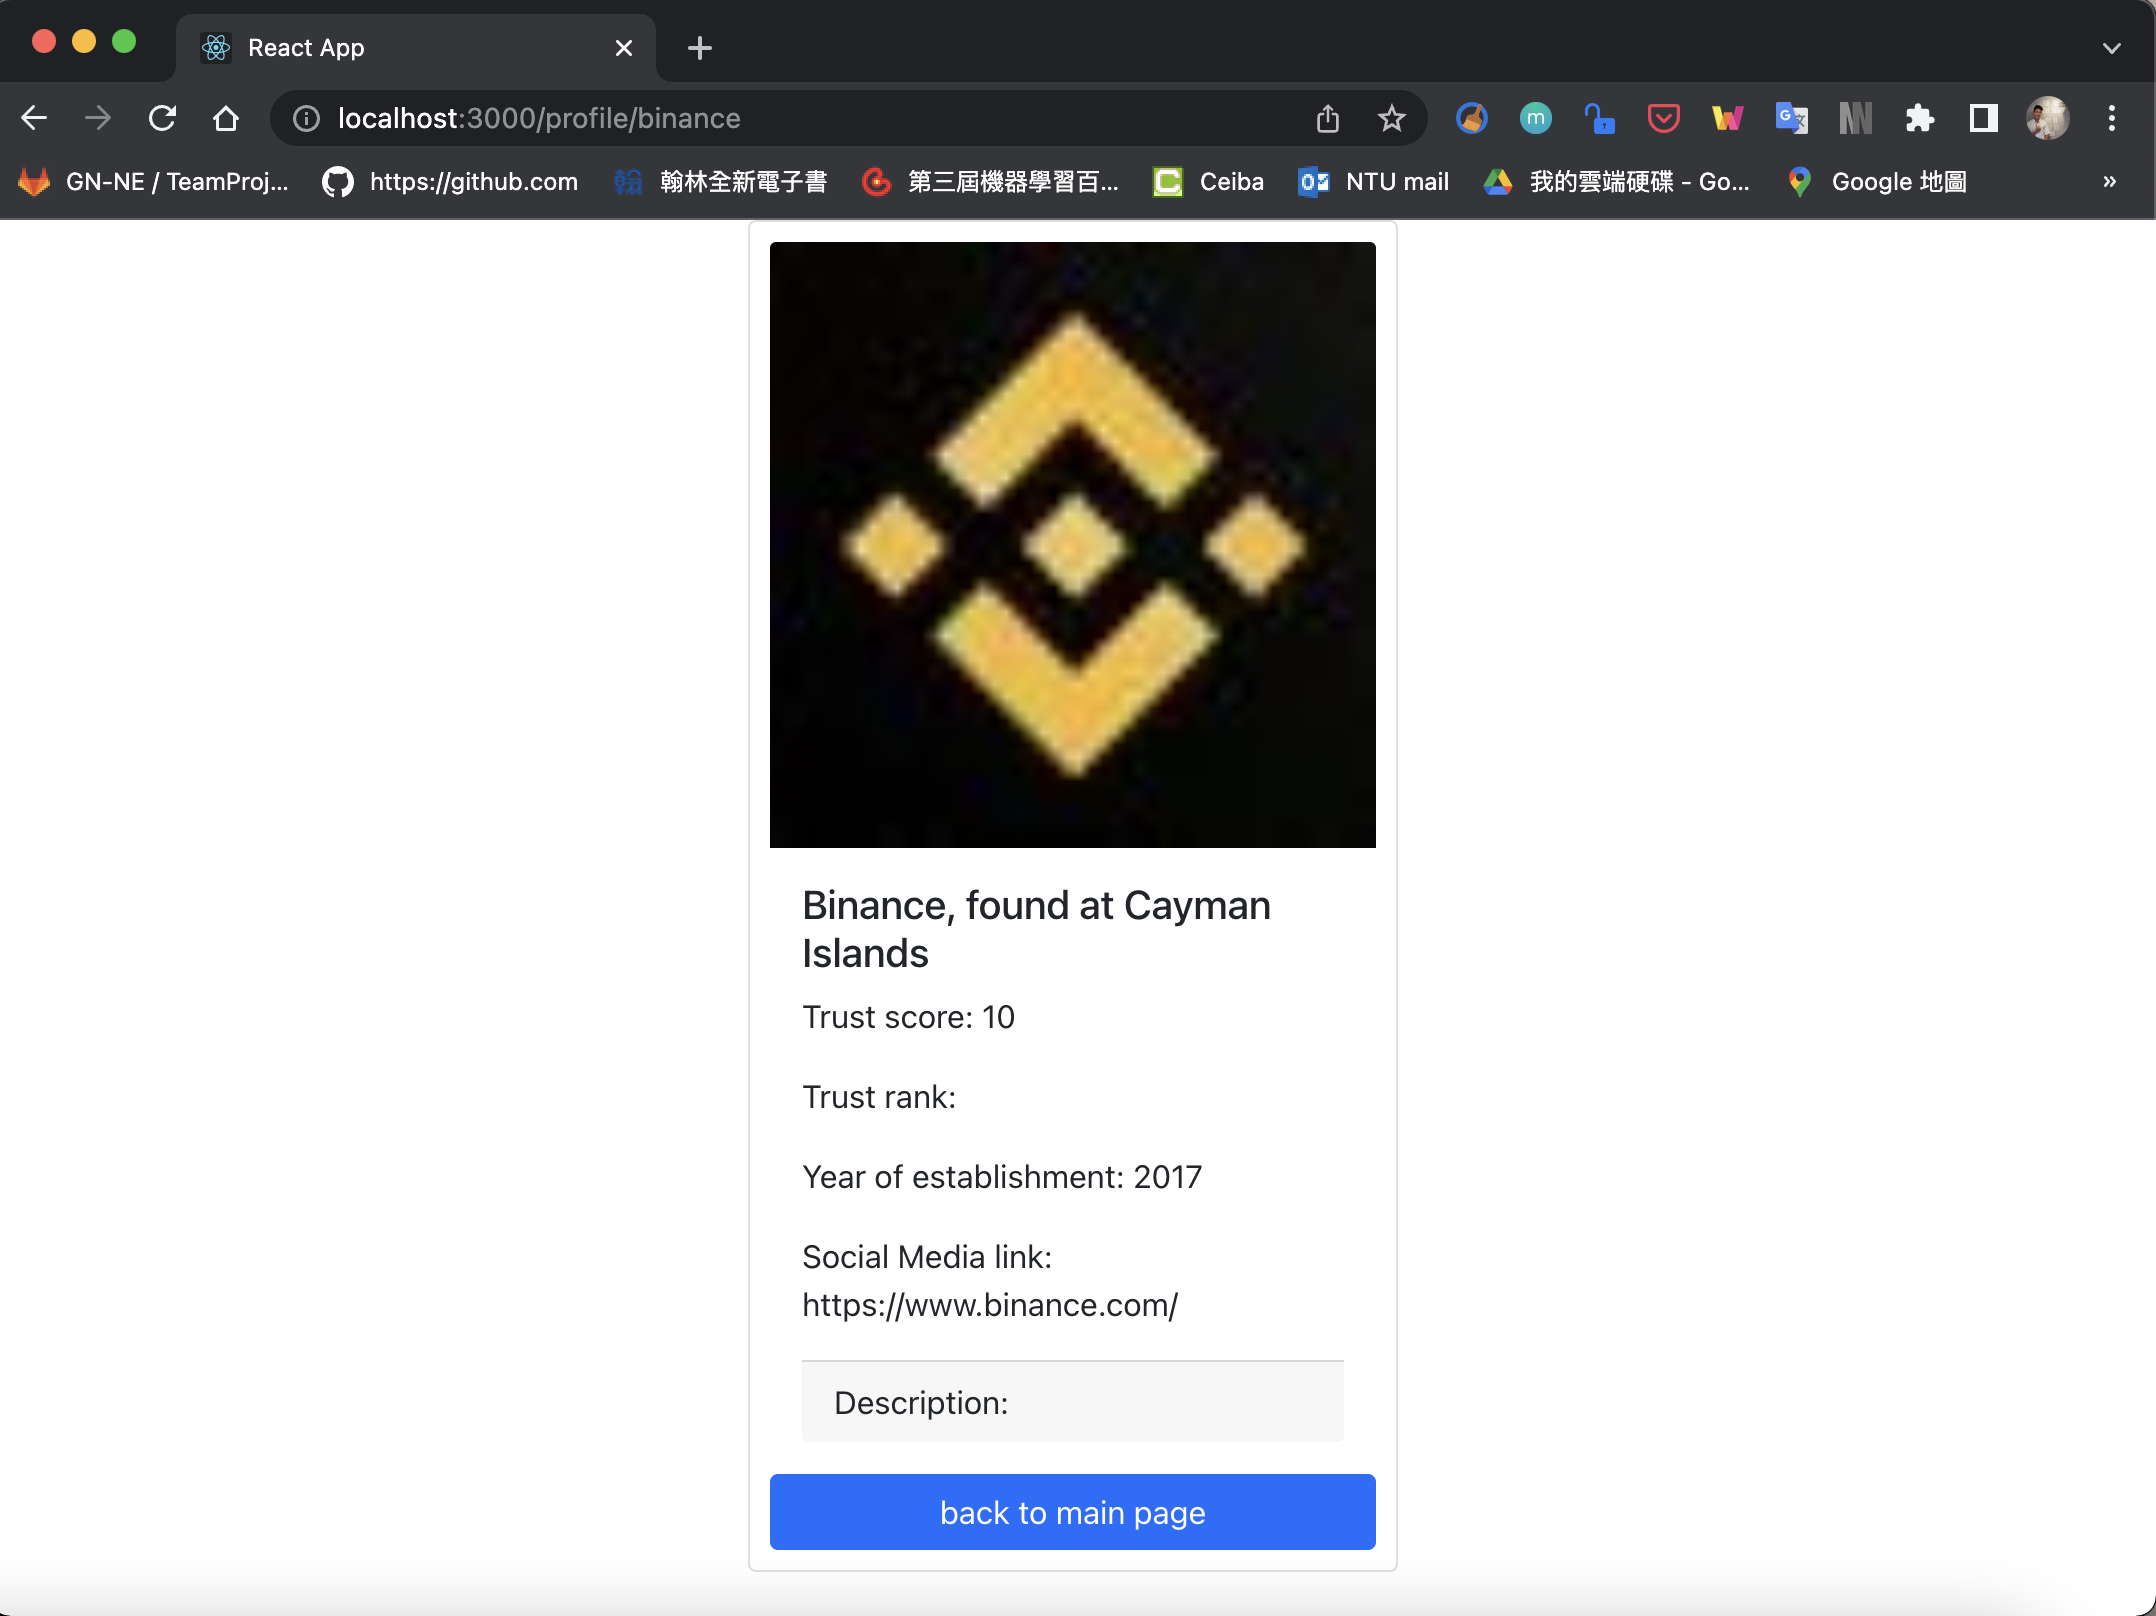 React App
localhost:3000/profile/binance
GN-NE / TeamProj...
https://github.com
翰林全新電子書
第三屆機器學習百...
Ceiba
NTU mail
我的雲端硬碟 - Go...
Google 地圖
»
Binance, found at Cayman
Islands
Trust score: 10
Trust rank:
Year of establishment: 2017
Social Media link:
https://www.binance.com/
Description:
back to main page